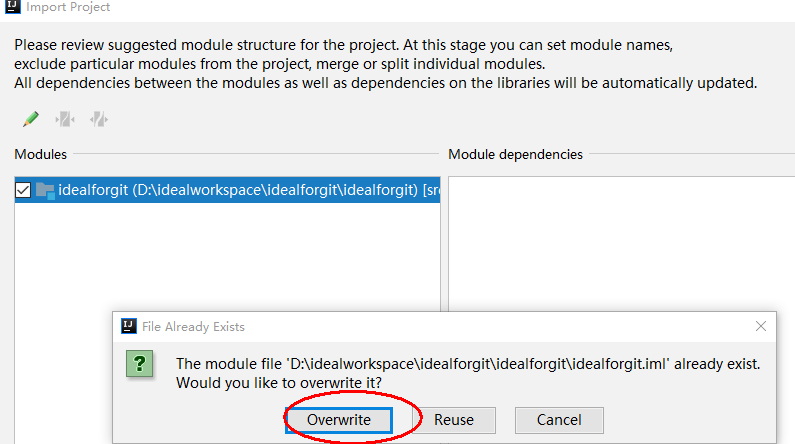 IJ Import Project
Please review suggested module structure for the project. At this stage you can set module names,
exclude particular modules from the project, merge or split individual modules.
All dependencies between the modules as well as dependencies on the libraries will be automatically updated.
Modules
Module dependencies
idealforgit (D:\idealworkspace\idealforgit\idealforgit) [src
IJ File Already Exists
The module file 'D:\idealworkspace\idealforgit\idealforgit\idealforgit.iml' already exist.
Would you like to overwrite it?
Overwrite Reuse Cancel